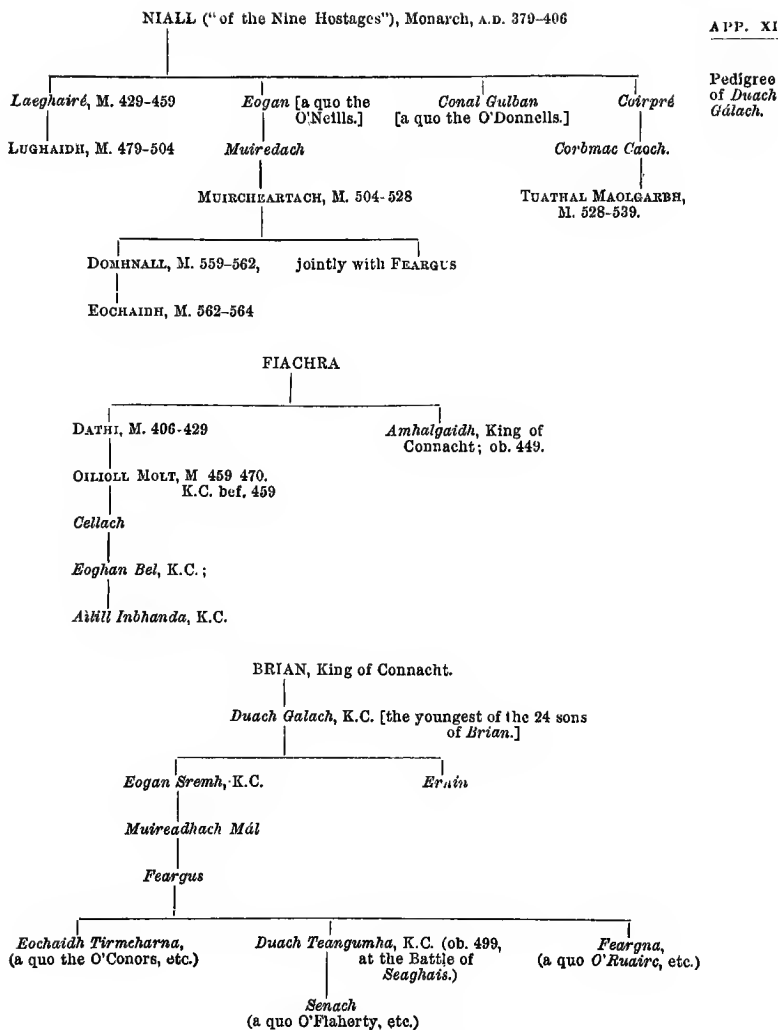 NIALL ("of the Nine Hostages"), Monarch, A.D. 379-406
APP. XI
Pedigree
of Duach
Gálach.
Laeghairé, M. 429-459
Eogan [a quo the
O'Neills.]
Conal Gulban
[a quo the O'Donnells.]
Coirpré
LUGHAIDH, M. 479-504
Muiredach
Corbmac Caoch.
MUIRCHEARTACH, M. 504-528
TUATHAL MAOLGARBH,
M. 528-539.
DOMHNALL, M. 559-562,
jointly with FEARGUS
EOCHAIDH, M. 562-564
FIACHRA
DATHI, M. 406-429
Amhalgaidh, King of
Connacht; ob. 449.
OILIOLL MOLT, M 459 470.
K.C. bef. 459
Cellach
Eoghan Bel, K.C.;
Ailill Inbhanda, K.C.
BRIAN, King of Connacht.
Duach Galach, K.C. [the youngest of the 24 sons
of Brian.]
Eogan Sremh, K.C.
Ernin
Muireadhach Mál
Feargus
Eochaidh Tirmcharna,
(a quo the O'Conors, etc.)
Duach Teangumha, K.C. (ob. 499,
at the Battle of
Seaghais.)
Feargna,
(a quo O'Ruairc, etc.)
Senach
(a quo O'Flaherty, etc.)